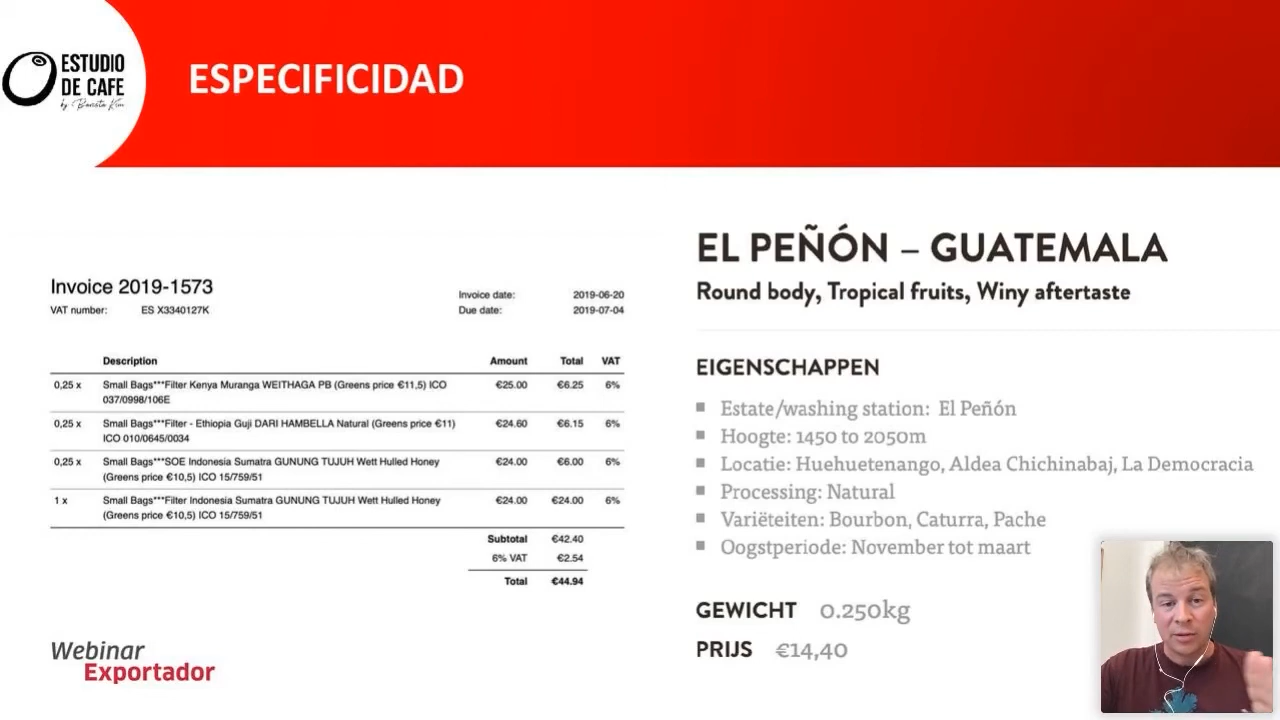 ESTUDIO
DE CAFE
by Barista Kim
ESPECIFICIDAD
Invoice 2019-1573
VAT number: ES X3340127K
Invoice date: 2019-06-20
Due date: 2019-07-04
Description Amount Total VAT
0,25 x Small Bags***Filter Kenya Muranga WEITHAGA PB (Greens price €11,5) ICO €25.00 €6.25 6%
037/0998/106E
0,25 x Small Bags***Filter - Ethiopia Guji DARI HAMBELLA Natural (Greens price €11) €24.60 €6.15 6%
ICO 010/0645/0034
0,25 x Small Bags***SOE Indonesia Sumatra GUNUNG TUJUH Wett Hulled Honey €24.00 €6.00 6%
(Greens price €10,5) ICO 15/759/51
1 x Small Bags***Filter Indonesia Sumatra GUNUNG TUJUH Wett Hulled Honey €24.00 €24.00 6%
(Greens price €10,5) ICO 15/759/51
Subtotal €42.40
6% VAT €2.54
Total €44.94
Webinar
Exportador
EL PEÑÓN – GUATEMALA
Round body, Tropical fruits, Winy aftertaste
EIGENSCHAPPEN
Estate/washing station: El Peñón
Hoogte: 1450 to 2050m
Locatie: Huehuetenango, Aldea Chichinabaj, La Democracia
Processing: Natural
Variëteiten: Bourbon, Caturra, Pache
Oogstperiode: November tot maart
GEWICHT 0.250kg
PRIJS €14,40